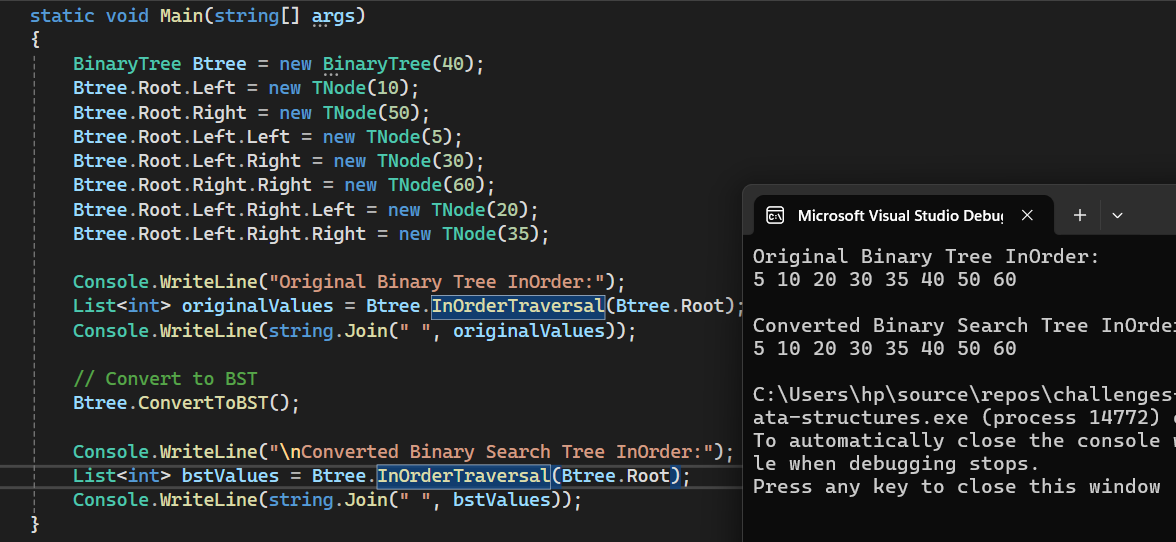 static void Main(string[] args)
{
BinaryTree Btree = new BinaryTree(40);
Btree.Root.Left = new TNode(10);
Btree.Root.Right = new TNode(50);
Btree.Root.Left.Left = new TNode(5);
Btree.Root.Left.Right = new TNode(30);
Btree.Root.Right.Right = new TNode(60);
Btree.Root.Left.Right.Left = new TNode(20);
Btree.Root.Left.Right.Right = new TNode(35);
Console.WriteLine("Original Binary Tree InOrder:");
List<int> originalValues = Btree.InOrderTraversal(Btree.Root);
Console.WriteLine(string.Join(" ", originalValues));
// Convert to BST
Btree.ConvertToBST();
Console.WriteLine("\nConverted Binary Search Tree InOrder:");
List<int> bstValues = Btree.InOrderTraversal(Btree.Root);
Console.WriteLine(string.Join(" ", bstValues));
}
Microsoft Visual Studio Debu
Original Binary Tree InOrder:
5 10 20 30 35 40 50 60
Converted Binary Search Tree InOrde
5 10 20 30 35 40 50 60
C:\Users\hp\source\repos\challenges
ata-structures.exe (process 14772)
To automatically close the console
le when debugging stops.
Press any key to close this window